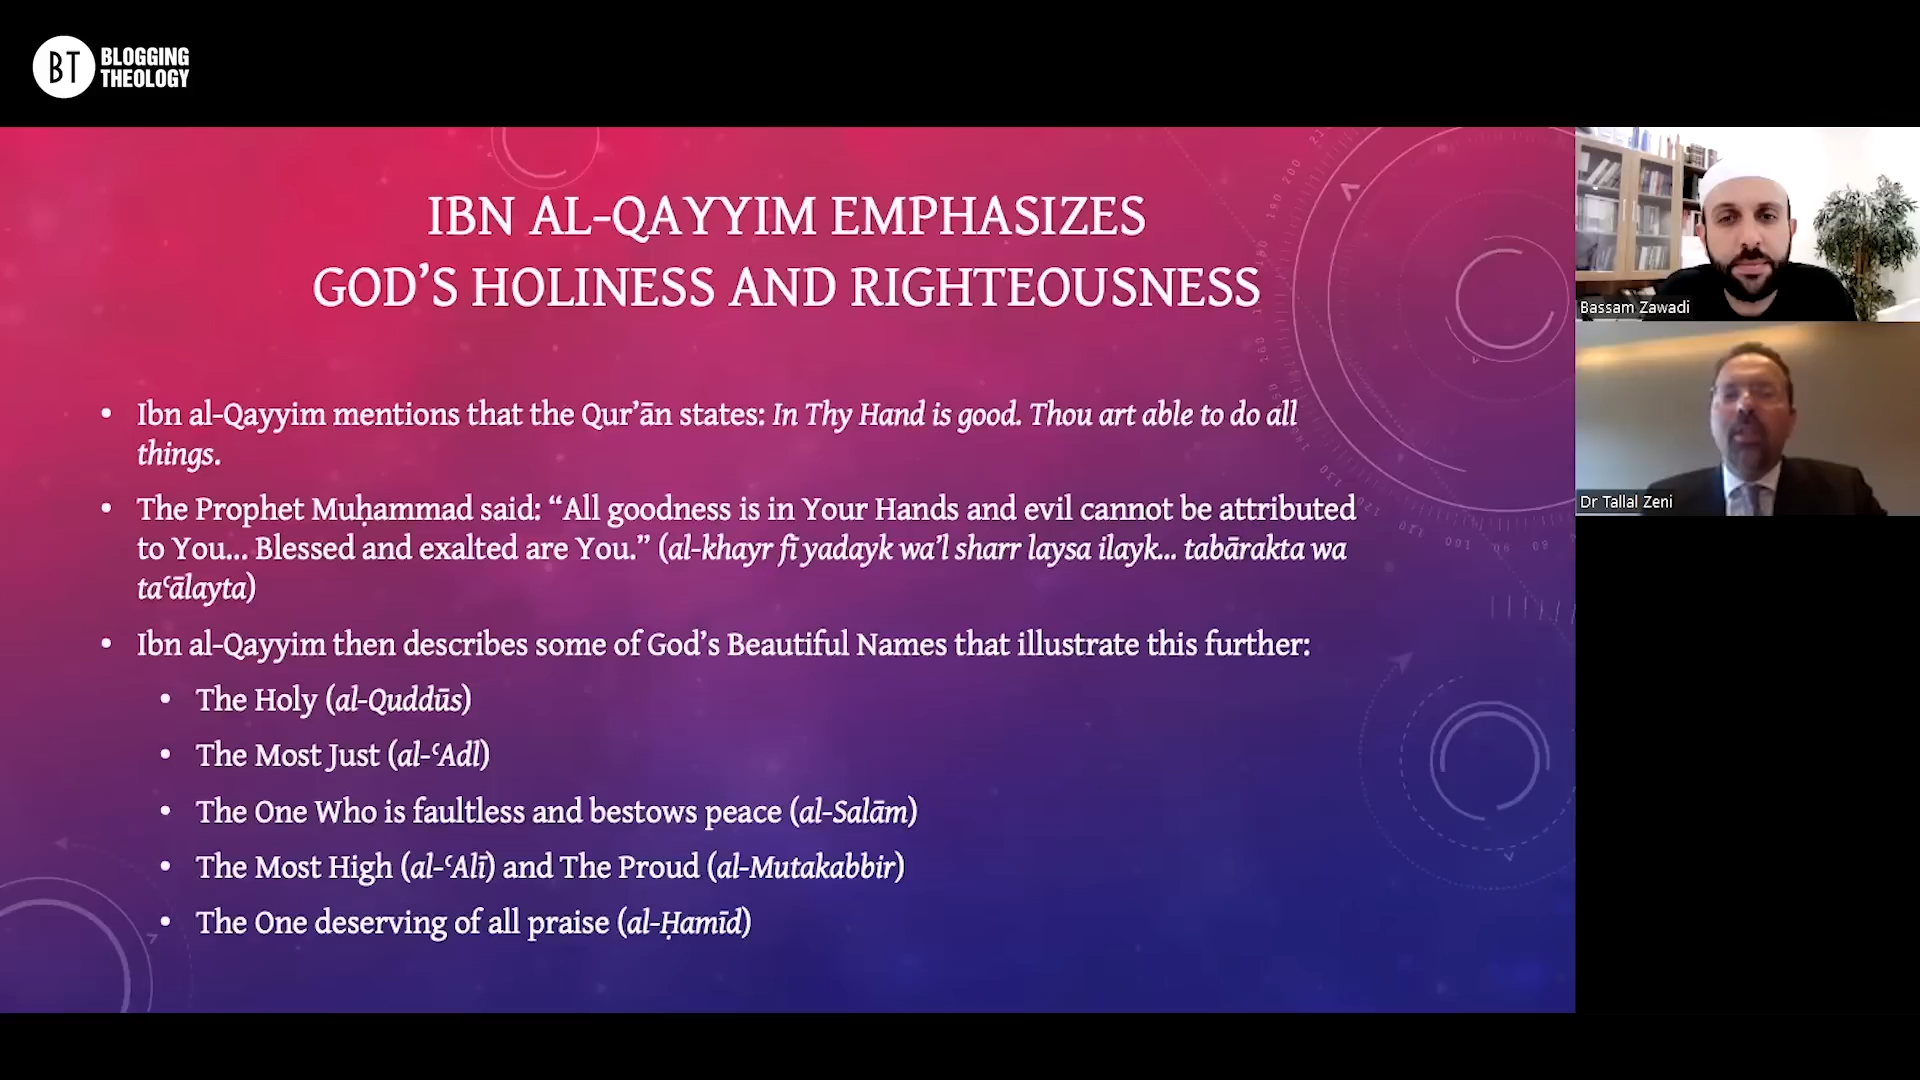 BT BLOGGING
THEOLOGY
IBN AL-QAYYIM EMPHASIZES
GOD’S HOLINESS AND RIGHTEOUSNESS
• Ibn al-Qayyim mentions that the Qur’ān states: In Thy Hand is good. Thou art able to do all
things.
• The Prophet Muḥammad said: “All goodness is in Your Hands and evil cannot be attributed
to You... Blessed and exalted are You.” (al-khayr fī yadayk wa’l sharr laysa ilayk... tabārakta wa
taʿālayta)
• Ibn al-Qayyim then describes some of God’s Beautiful Names that illustrate this further:
• The Holy (al-Quddūs)
• The Most Just (al-ʿAdl)
• The One Who is faultless and bestows peace (al-Salām)
• The Most High (al-ʿAlī) and The Proud (al-Mutakabbir)
• The One deserving of all praise (al-Ḥamīd)
Bassam Zawadi
Dr Tallal Zeni